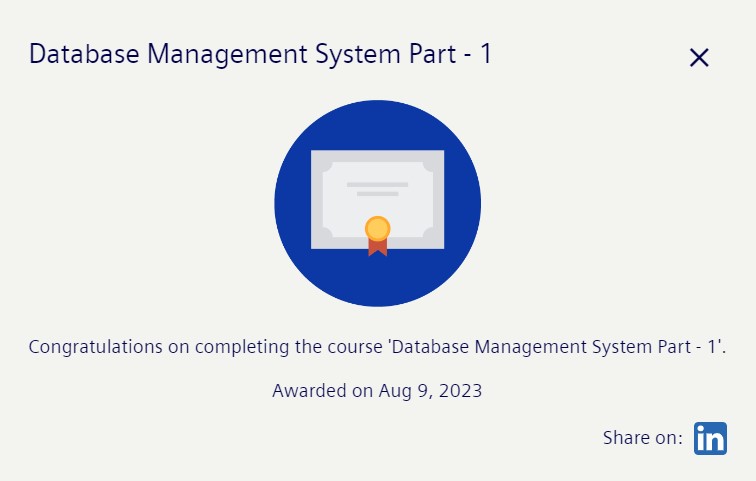 Database Management System Part - 1
Congratulations on completing the course 'Database Management System Part - 1'.
Awarded on Aug 9, 2023
Share on: in